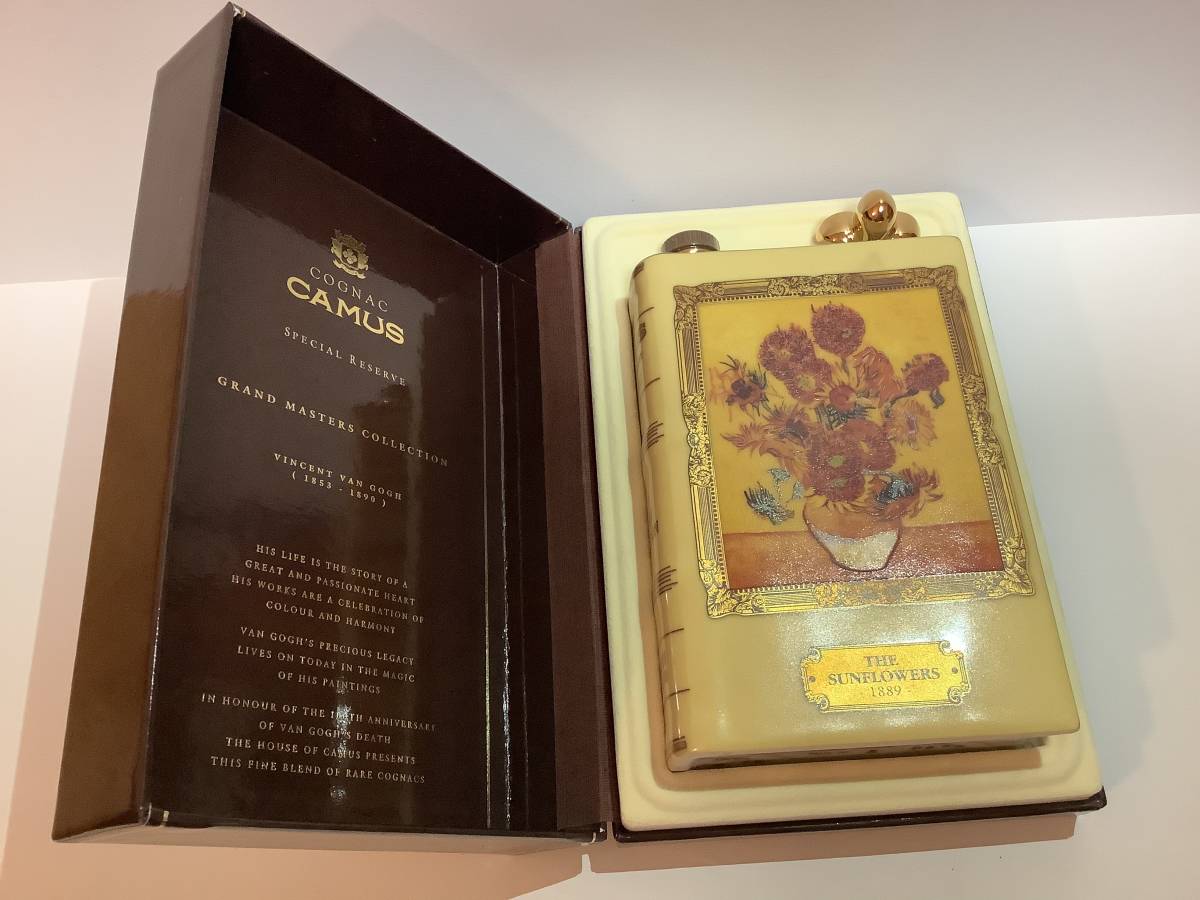 COGNAC
CAMUS
SPECIAL RESERVE
GRAND MASTERS COLLECTION
VINCENT VAN GOGH
( 1853 - 1890 )
HIS LIFE IS THE STORY OF A
GREAT AND PASSIONATE HEART
HIS WORKS ARE A CELEBRATION OF
COLOUR AND HARMONY
VAN GOGH'S PRECIOUS LEGACY
LIVES ON TODAY IN THE MAGIC
OF HIS PAINTINGS
IN HONOUR OF THE 100TH ANNIVERSARY
OF VAN GOGH'S DEATH
THE HOUSE OF CAMUS PRESENTS
THIS FINE BLEND OF RARE COGNACS
THE
SUNFLOWERS
1889